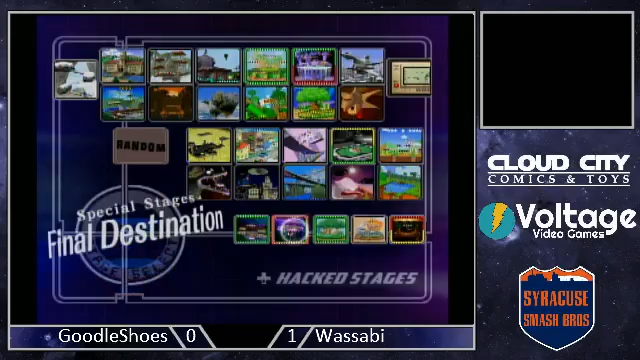 RANDOM
Special Stages:
Final Destination
+ HACKED STAGES
CLOUD CITY
COMICS & TOYS
Voltage
Video Games
SYRACUSE
SMASH BROS
GoodleShoes 0
1 Wassabi